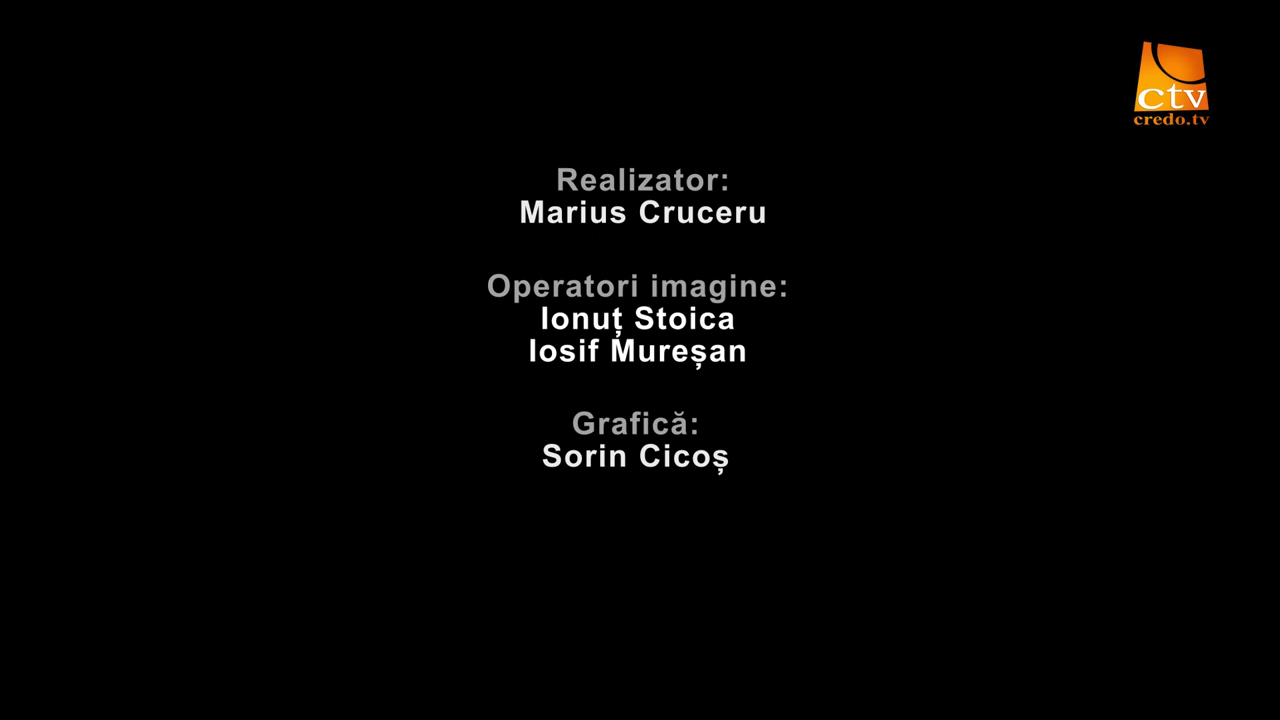 ctv
credo.tv
Realizator:
Marius Cruceru
Operatori imagine:
Ionuț Stoica
Iosif Mureșan
Grafică:
Sorin Cicoș